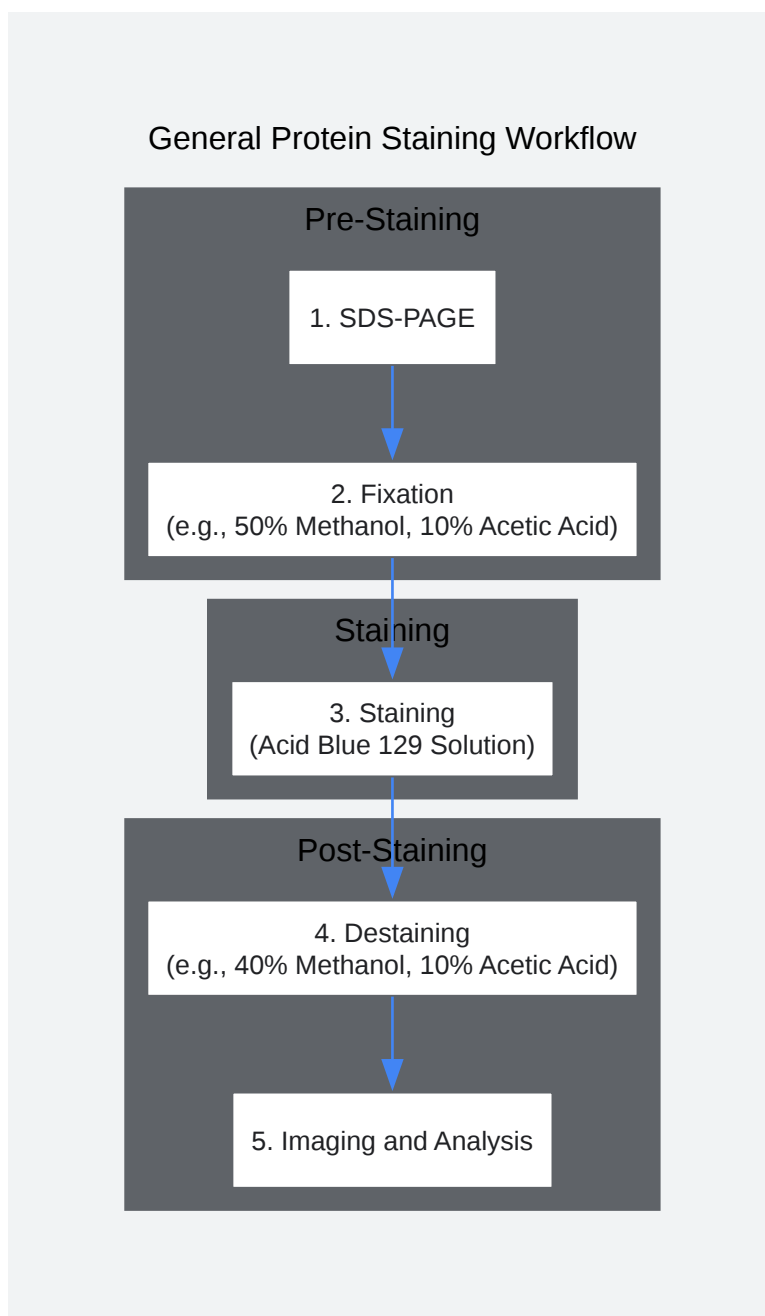 General Protein Staining Workflow
Pre-Staining
1. SDS-PAGE
2. Fixation
(e.g., 50% Methanol, 10% Acetic Acid)
Staining
3. Staining
(Acid Blue 129 Solution)
Post-Staining
4. Destaining
(e.g., 40% Methanol, 10% Acetic Acid)
5. Imaging and Analysis